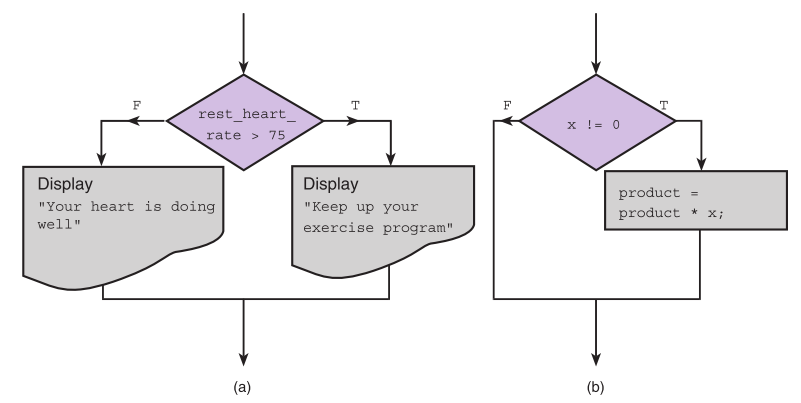 F
rest_heart_
rate > 75
T
Display
"Your heart is doing
well"
Display
"Keep up your
exercise program"
(a)
F
x != 0
T
product =
product * x;
(b)